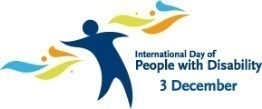 International Day of
People with Disability
3 December